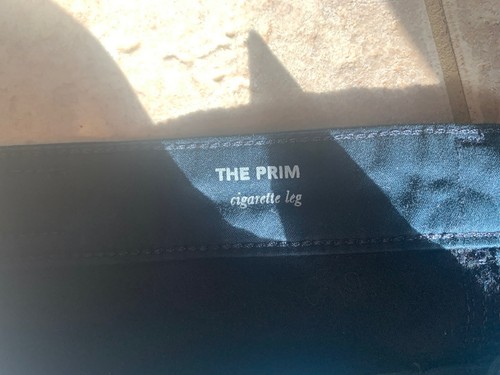 THE PRIM
cigarette leg